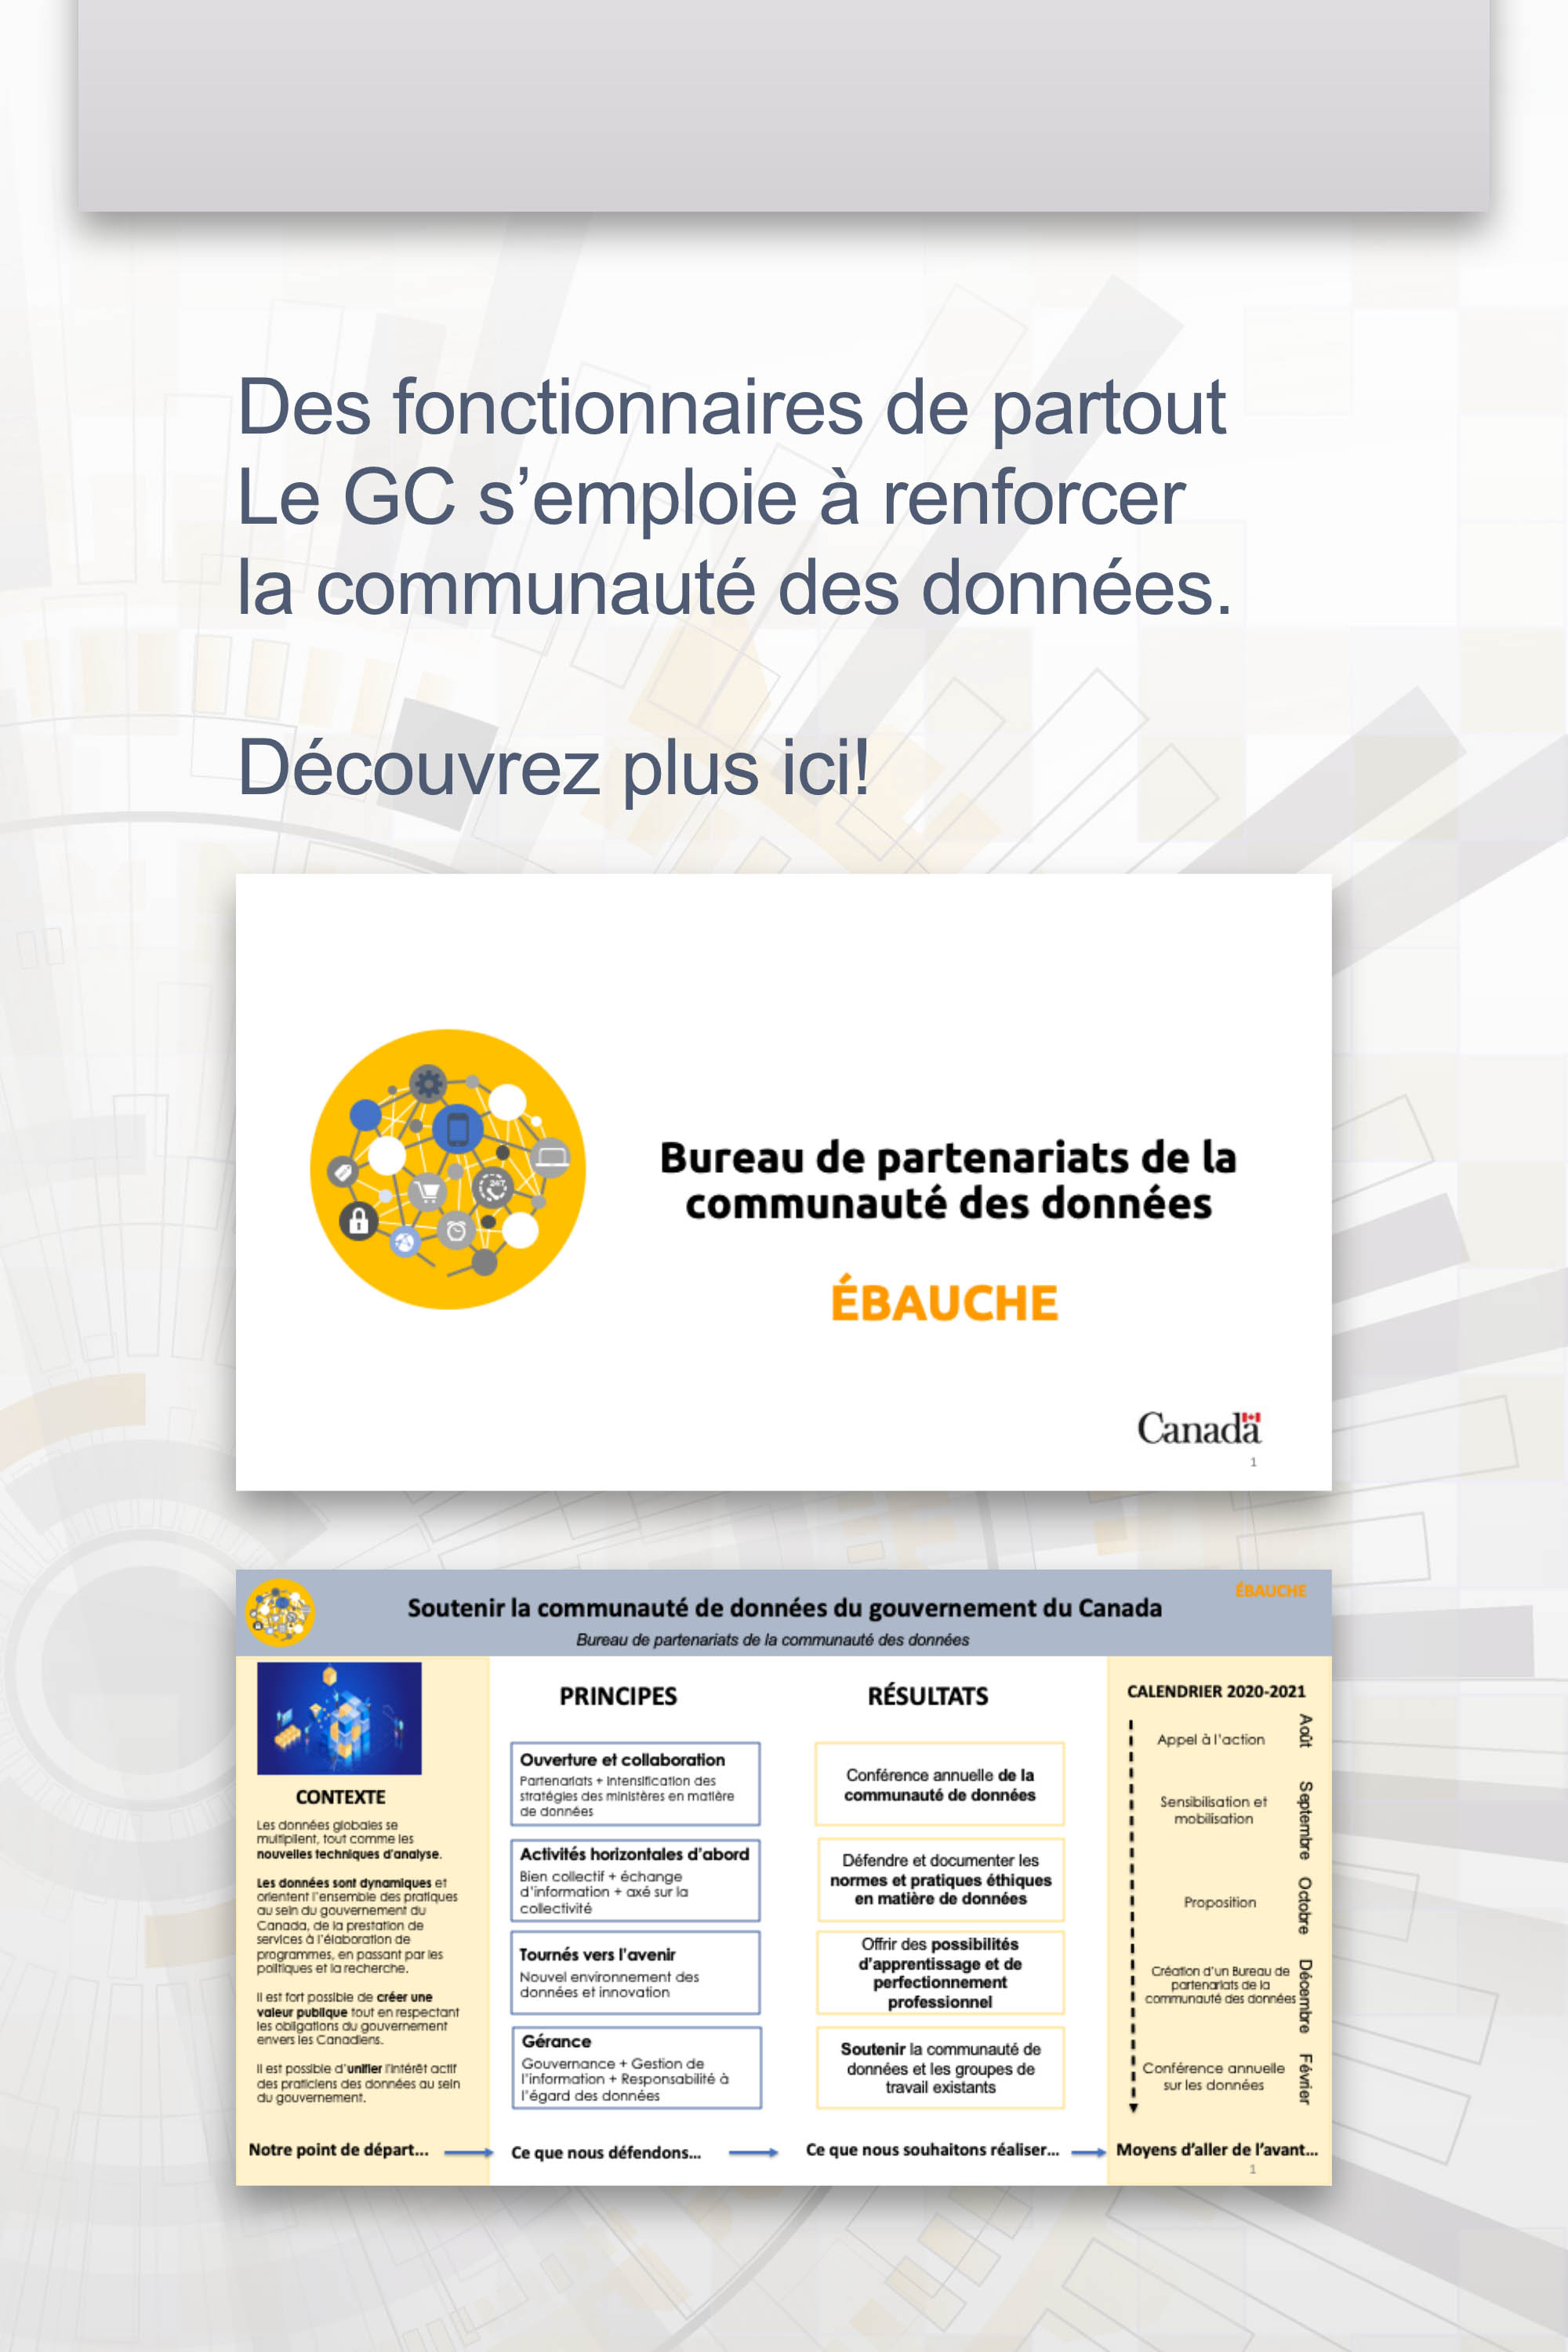 Des fonctionnaires de partout
Le GC s’emploie à renforcer
la communauté des données.
Découvrez plus ici!
24/7
Bureau de partenariats de la
communauté des données
ÉBAUCHE
Canada
1
ÉBAUCHE
Soutenir la communauté de données du gouvernement du Canada
Bureau de partenariats de la communauté des données
CONTEXTE
Les données globales se
multiplient, tout comme les
nouvelles techniques d'analyse.
Les données sont dynamiques et
orientent l'ensemble des pratiques
au sein du gouvernement du
Canada, de la prestation de
services à l'élaboration de
programmes, en passant par les
politiques et la recherche.
Il est fort possible de créer une
valeur publique tout en respectant
les obligations du gouvernement
envers les Canadiens.
Il est possible d'unifier l'intérêt actif
des praticiens des données au sein
du gouvernement.
Notre point de départ...
PRINCIPES
Ouverture et collaboration
Partenariats + Intensification des
stratégies des ministères en matière
de données
Activités horizontales d'abord
Bien collectif + échange
d'information + axé sur la
collectivité
Tournés vers l'avenir
Nouvel environnement des
données et innovation
Gérance
Gouvernance + Gestion de
l'information + Responsabilité à
l'égard des données
Ce que nous défendons...
RÉSULTATS
Conférence annuelle de la
communauté de données
Défendre et documenter les
normes et pratiques éthiques
en matière de données
Offrir des possibilités
d'apprentissage et de
perfectionnement
professionnel
Soutenir la communauté de
données et les groupes de
travail existants
Ce que nous souhaitons réaliser...
CALENDRIER 2020-2021
Appel à l'action
Août
Sensibilisation et
mobilisation
Septembre
Proposition
Octobre
Création d'un Bureau de
partenariats de la
communauté des données
Décembre
Conférence annuelle
sur les données
Février
Moyens d'aller de l'avant...
1